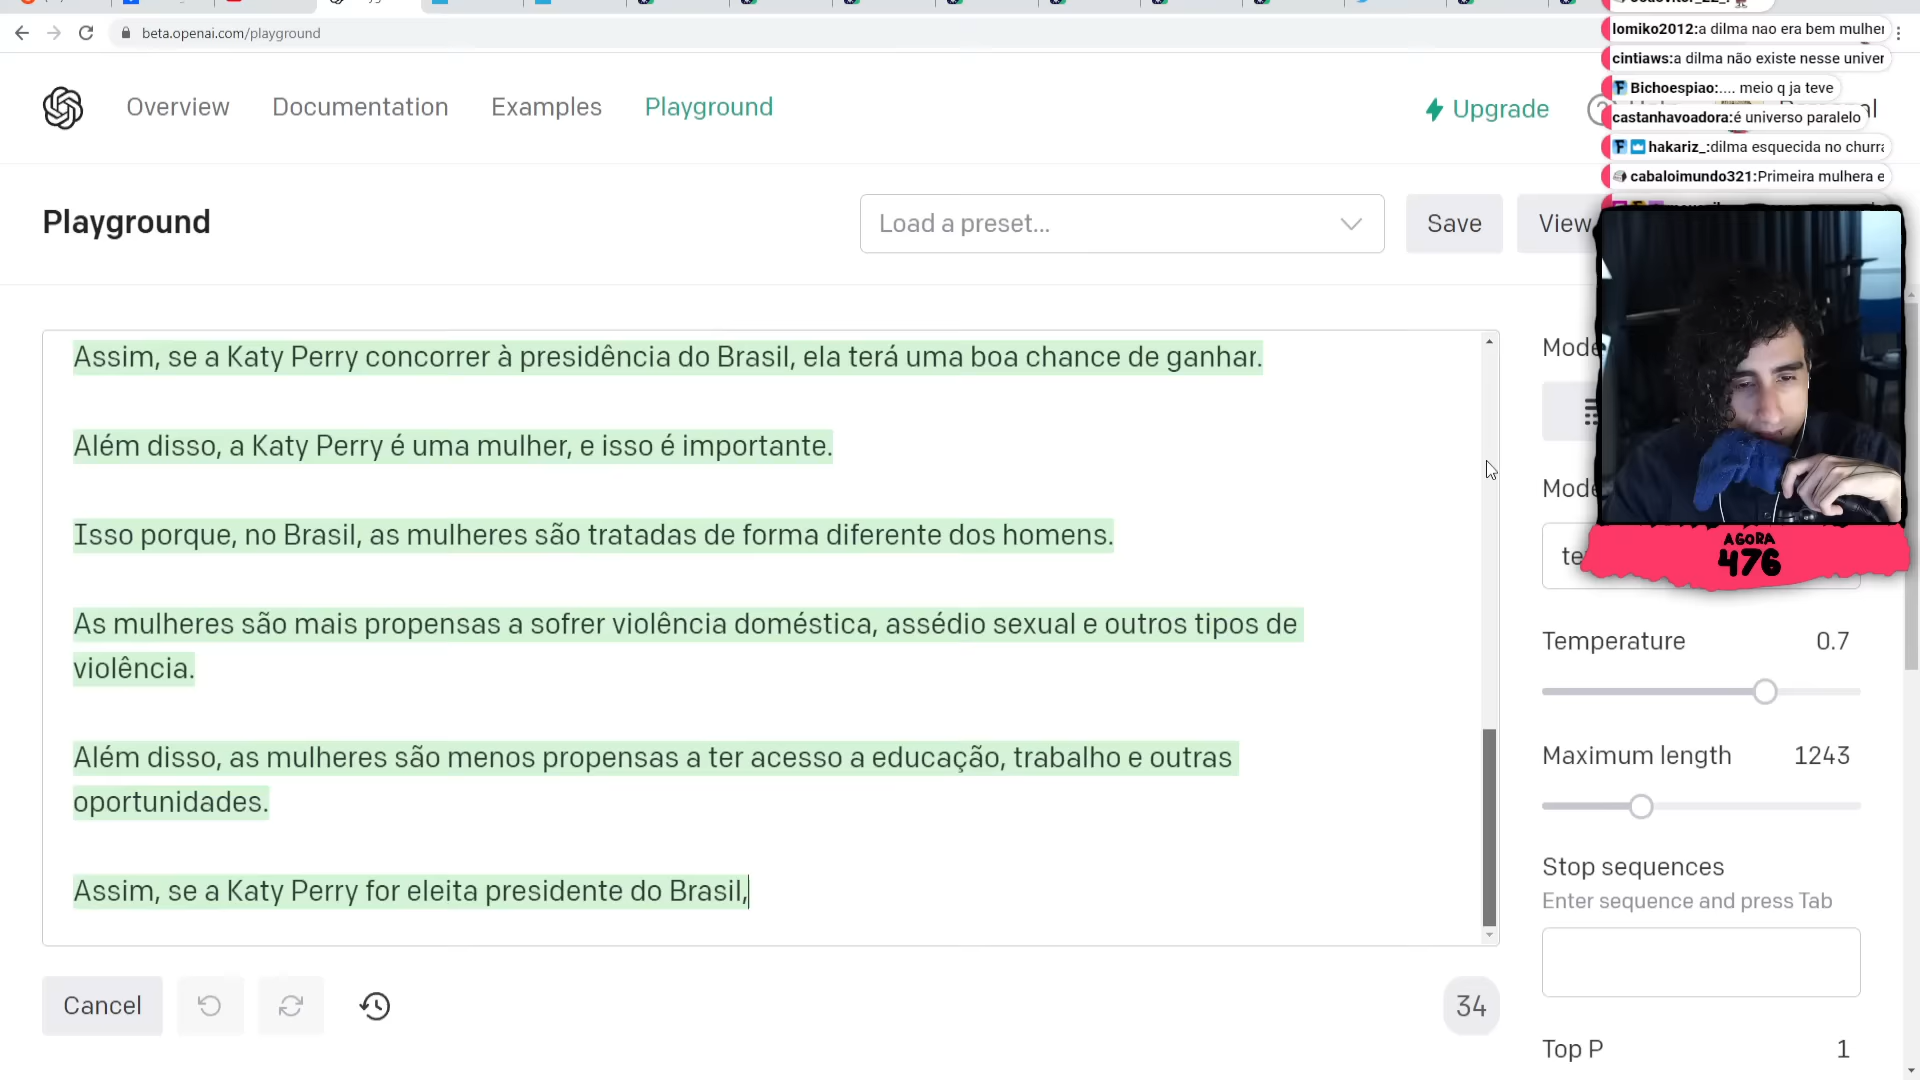 beta.openai.com/playground
Overview
Documentation
Examples
Playground
Upgrade
Playground
Load a preset...
Save
View
lomiko2012:a dilma nao era bem mulher
cintiaws:a dilma não existe nesse univer
Bichoespiao:.... meio q ja teve
castanhavoadora:é universo paralelo
hakariz_:dilma esquecida no churra
cabaloimundo321:Primeira mulhera e
Assim, se a Katy Perry concorrer à presidência do Brasil, ela terá uma boa chance de ganhar.
Além disso, a Katy Perry é uma mulher, e isso é importante.
Isso porque, no Brasil, as mulheres são tratadas de forma diferente dos homens.
As mulheres são mais propensas a sofrer violência doméstica, assédio sexual e outros tipos de
violência.
Além disso, as mulheres são menos propensas a ter acesso a educação, trabalho e outras
oportunidades.
Assim, se a Katy Perry for eleita presidente do Brasil,
Cancel
34
Mode
Mode
te
AGORA
476
Temperature 0.7
Maximum length 1243
Stop sequences
Enter sequence and press Tab
Top P 1